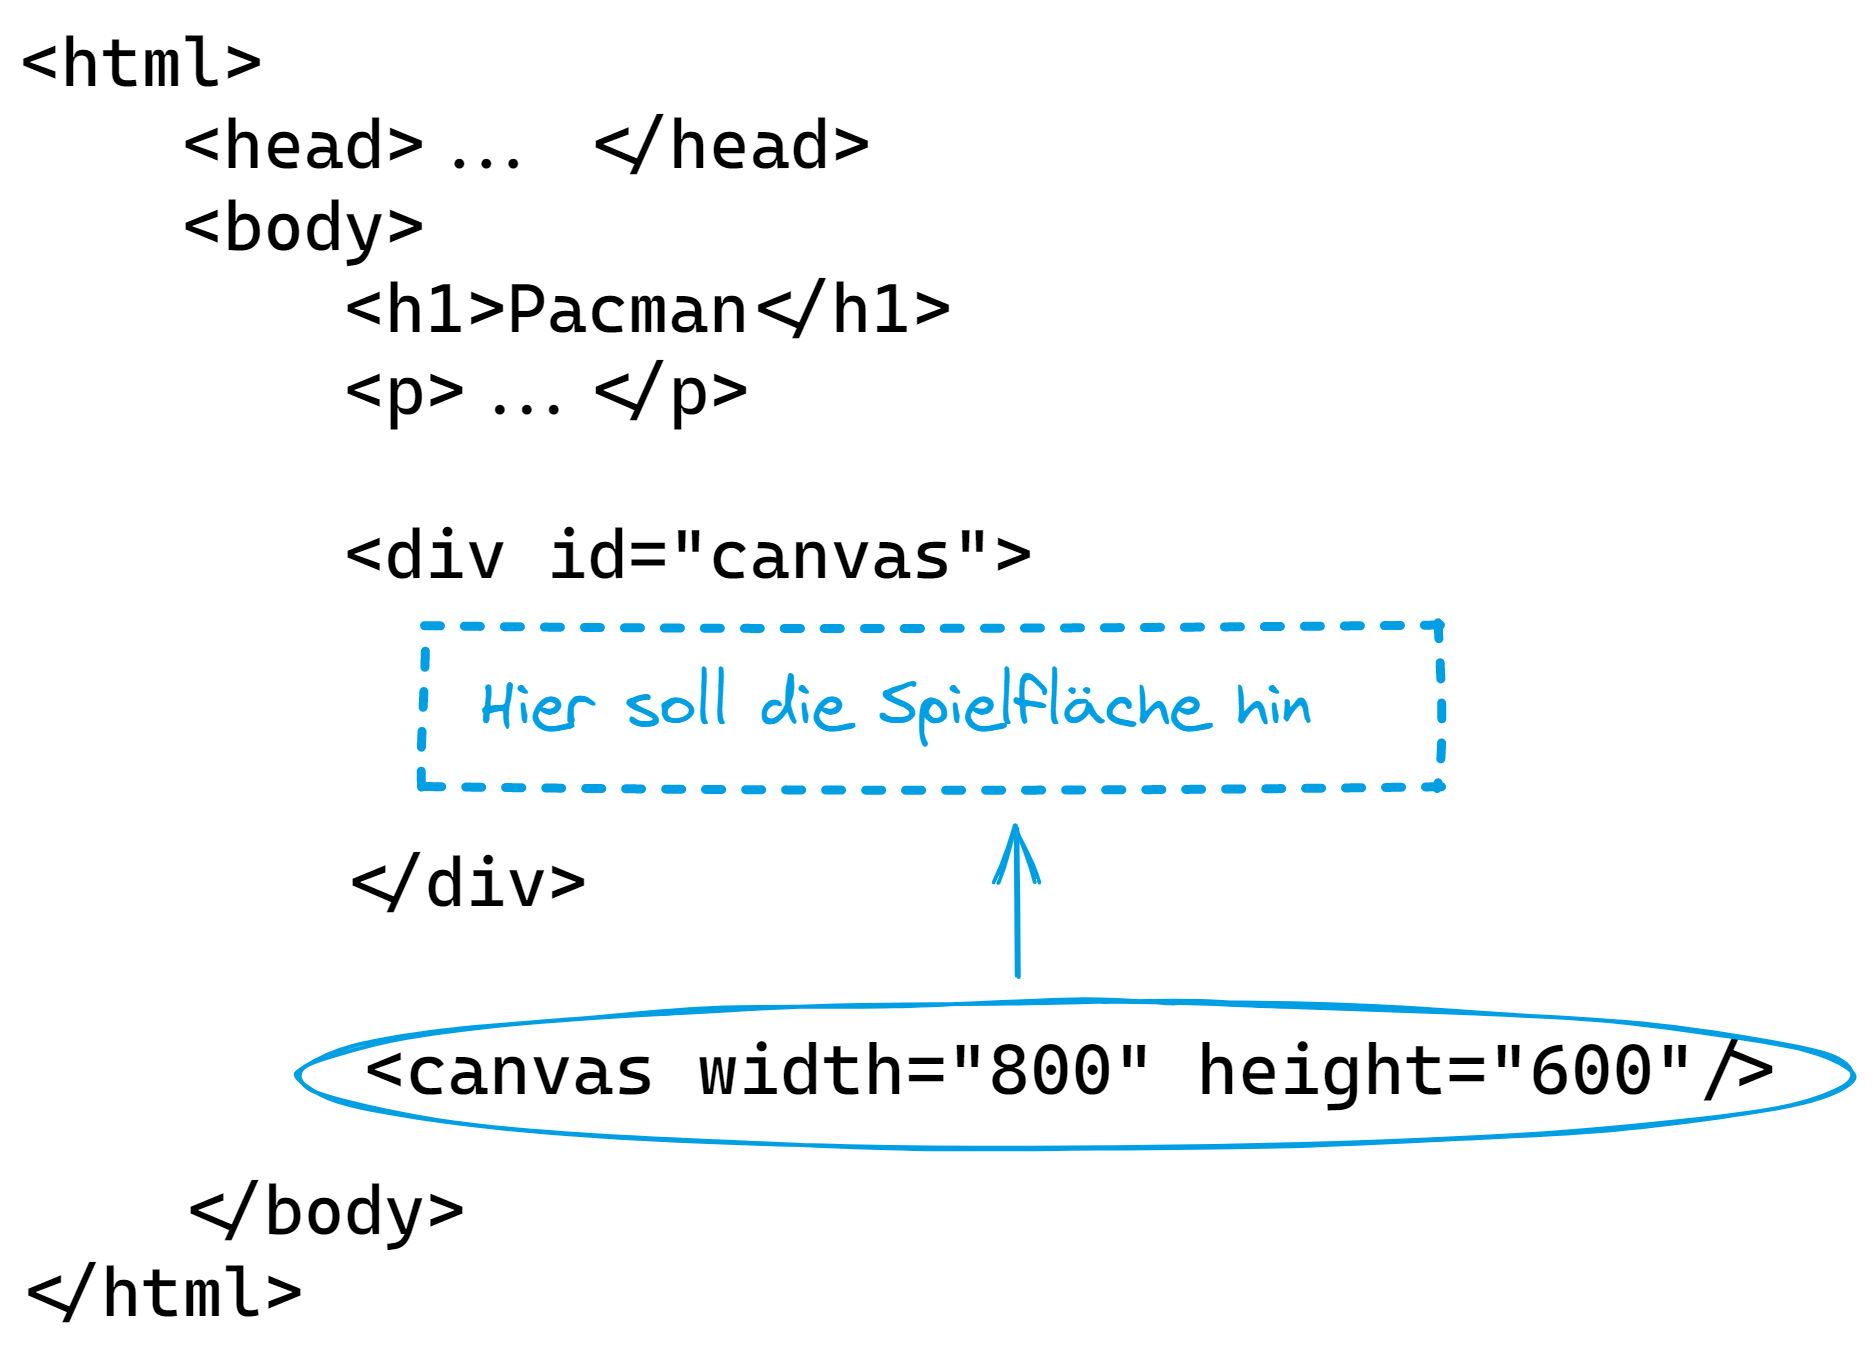 <html>
<head> ... </head>
<body>
<h1>Pacman</h1>
<p> ... </p>
<div id="canvas">
Hier soll die Spielfläche hin
</div>
<canvas width="800" height="600"/>
</body>
</html>